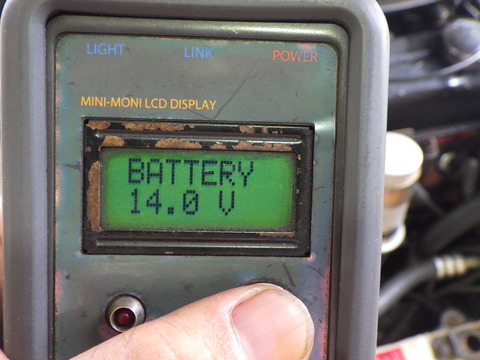 LIGHT LINK POWER
MINI-MONI LCD DISPLAY
BATTERY
14.0 V